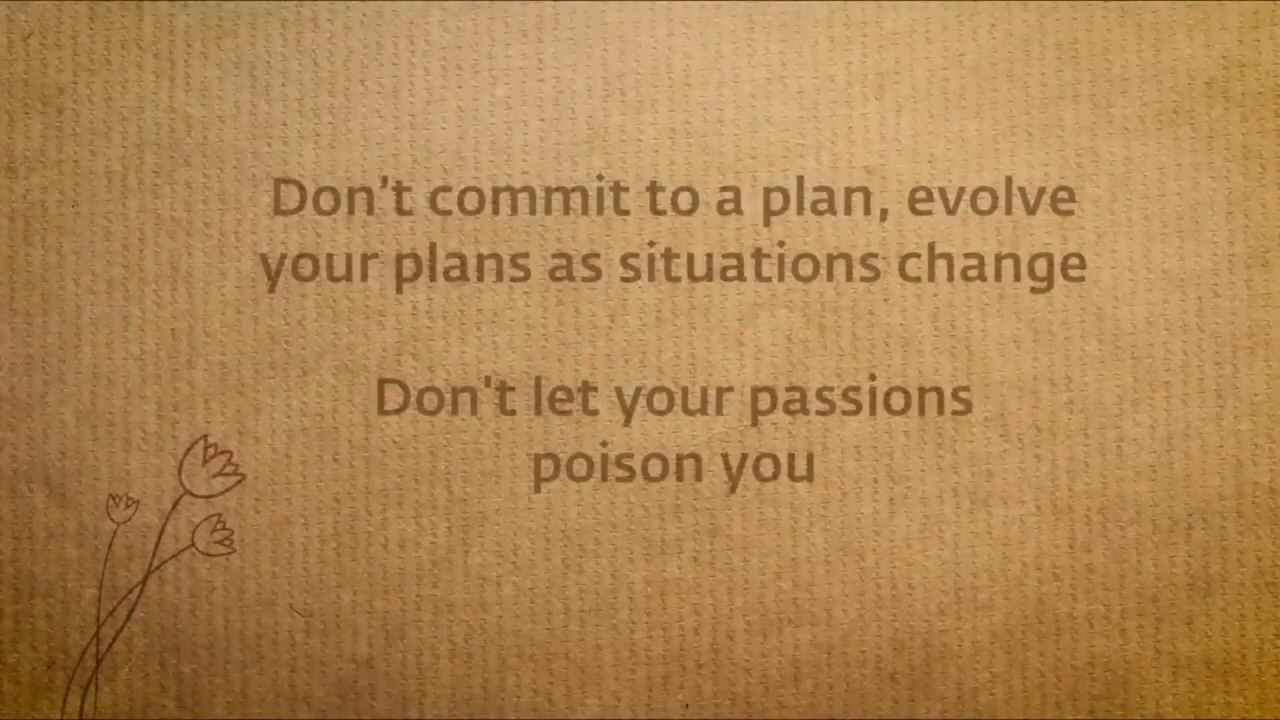 Don’t commit to a plan, evolve
your plans as situations change
Don't let your passions
poison you